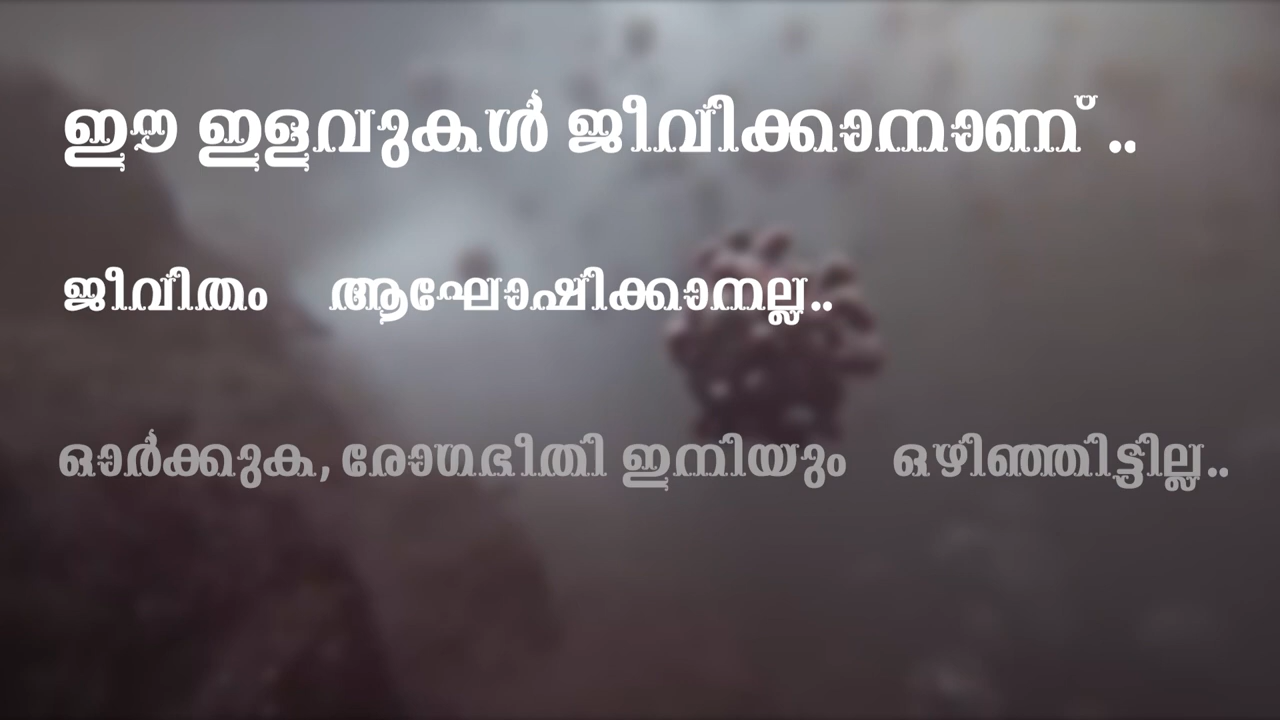 ഈ ഇളവുകൾ ജീവിക്കാനാണ് ..
ജീവിതം ആഘോഷിക്കാനല്ല..
ഓർക്കുക, രോഗഭീതി ഇനിയും ഒഴിഞ്ഞിട്ടില്ല..